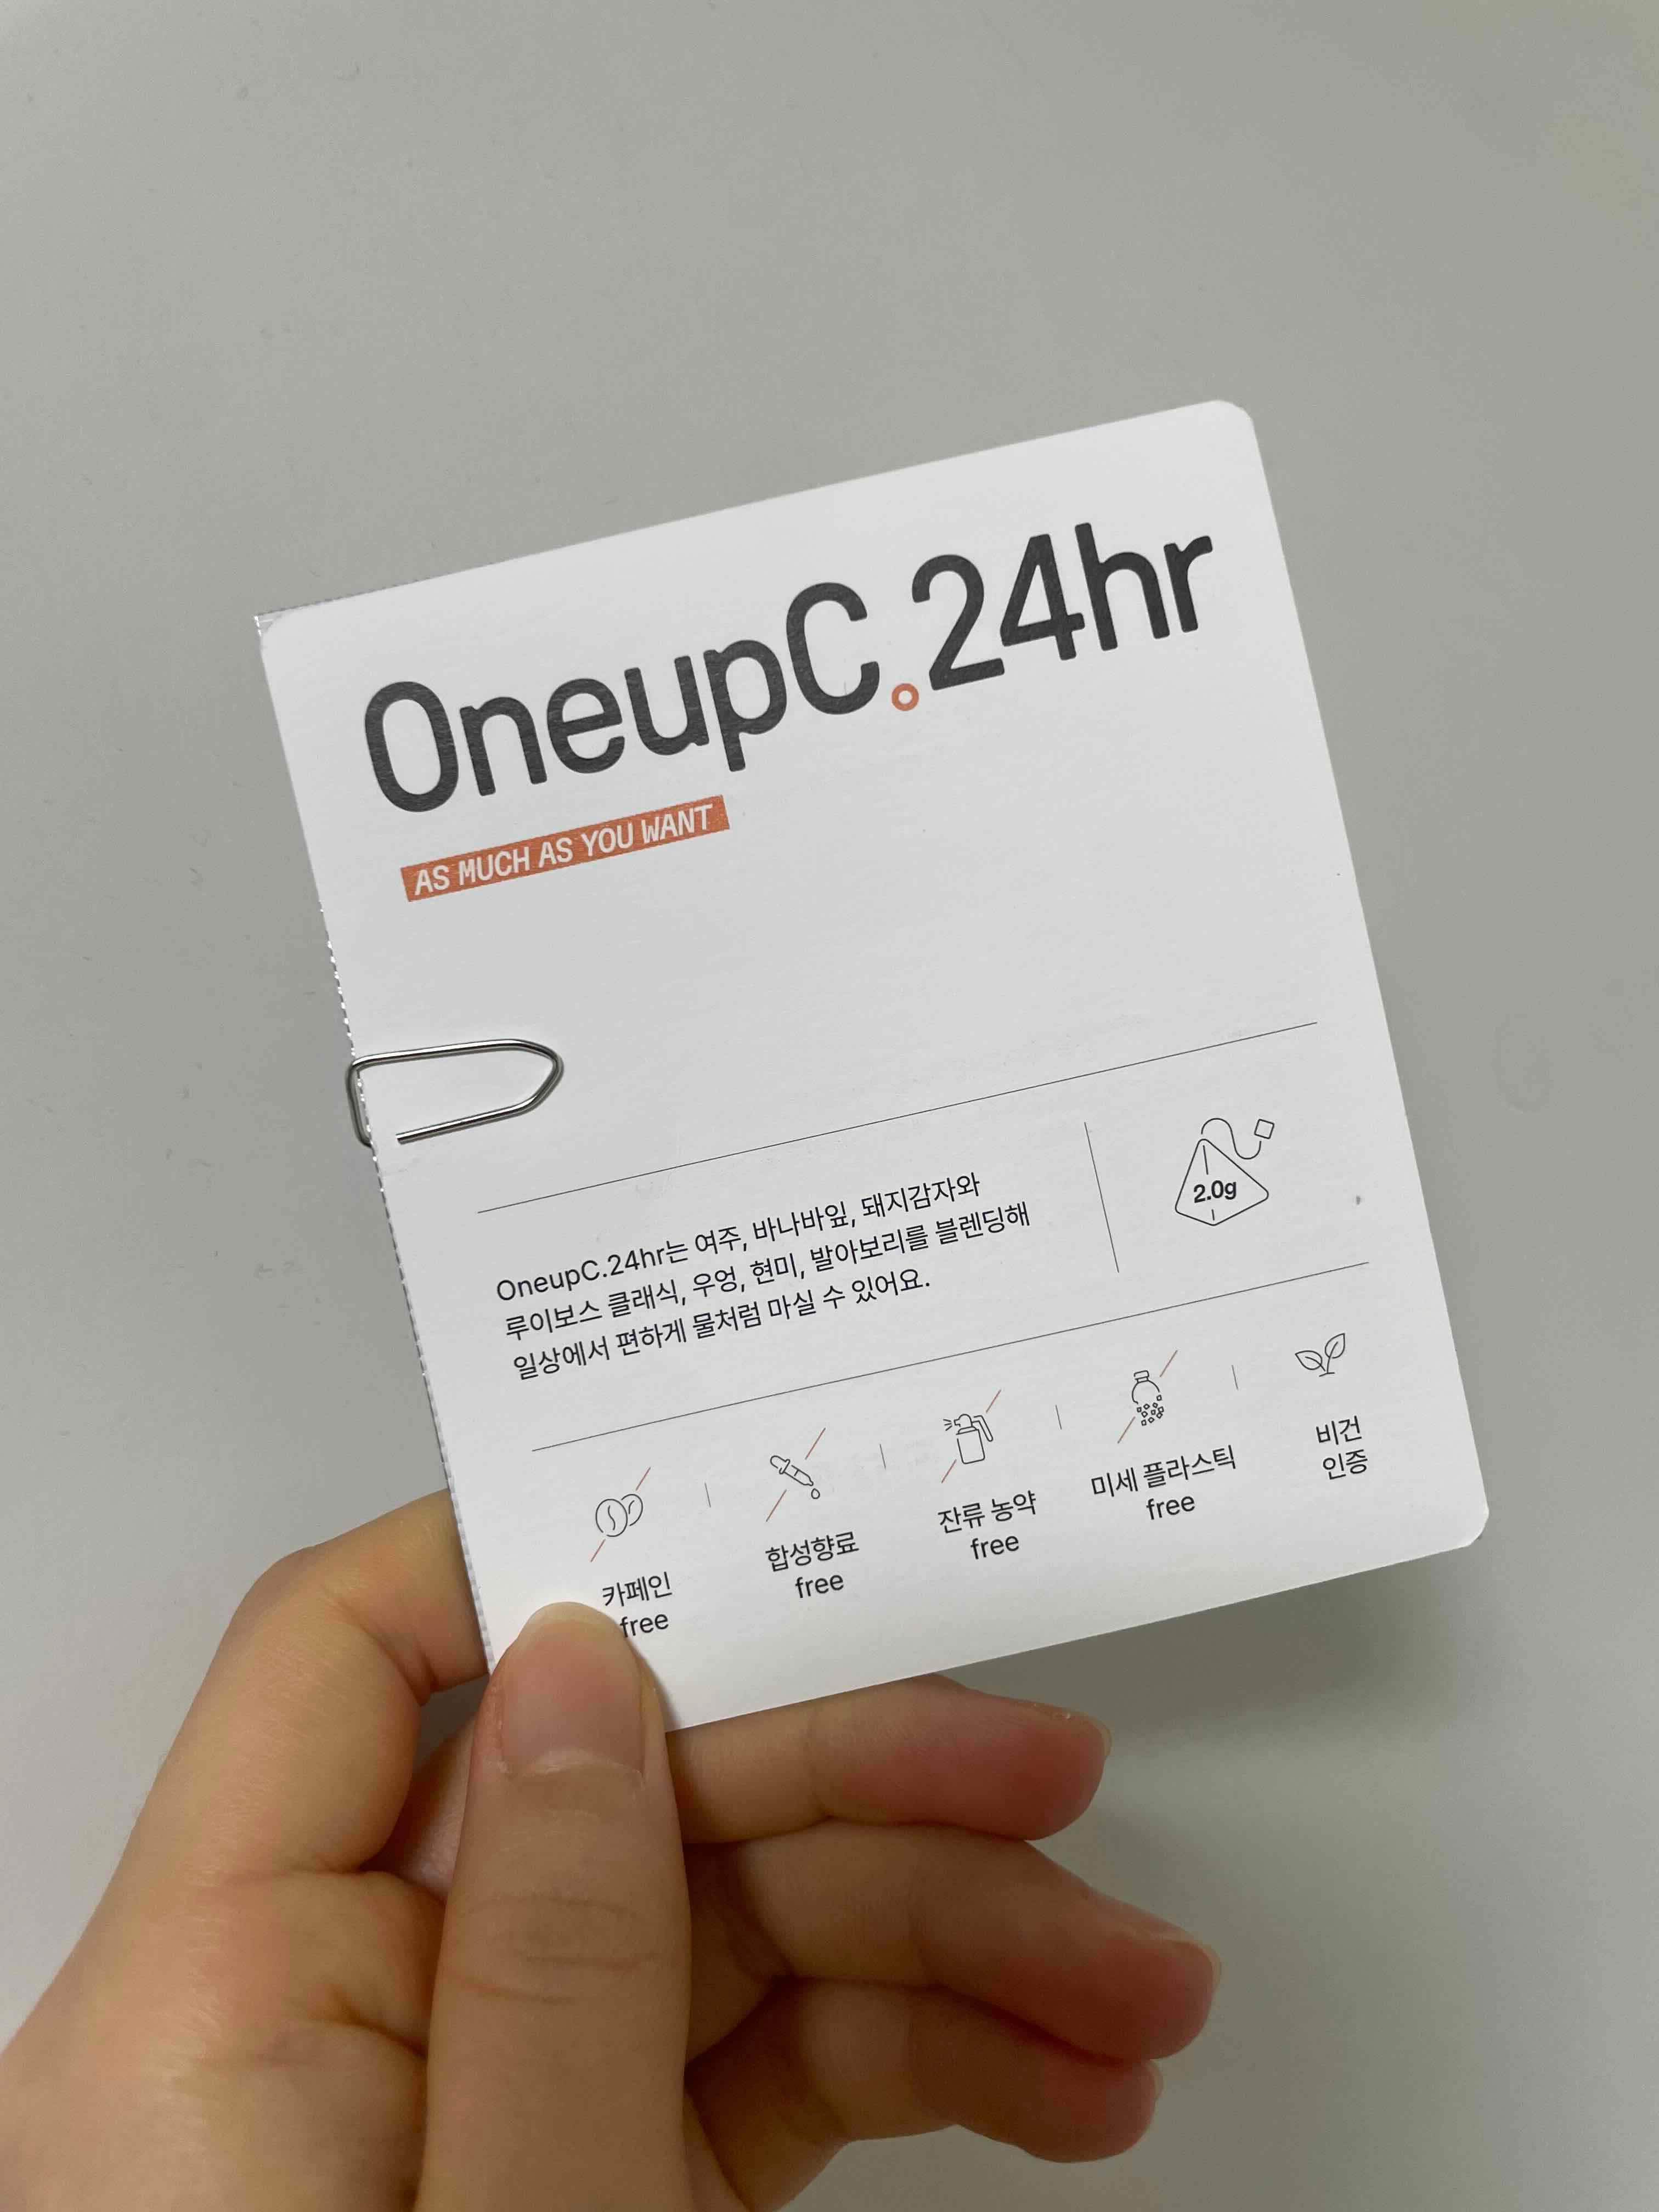 OneupC.24hr
AS MUCH AS YOU WANT
OneupC.24hr는 여주, 바나바잎, 돼지감자와
루이보스 클래식, 우엉, 현미, 발아보리를 블렌딩해
일상에서 편하게 물처럼 마실 수 있어요.
2.0g
카페인
free
합성향료
free
잔류 농약
free
미세 플라스틱
free
비건
인증